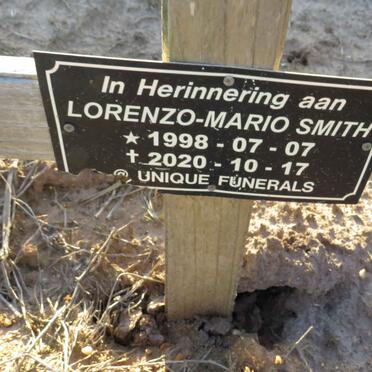 In Herinnering aan
LORENZO-MARIO SMITH
★ 1998 - 07 - 07
✝ 2020 - 10 - 17
@ UNIQUE FUNERALS